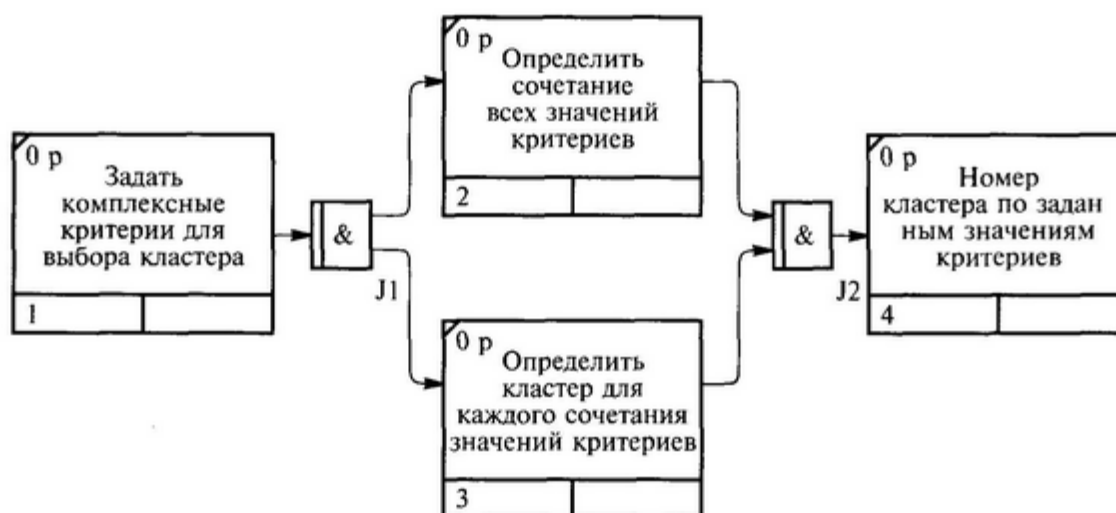 0 р
Задать
комплексные
критерии для
выбора кластера
1
&
J1
0 р
Определить
сочетание
всех значений
критериев
2
0 р
Определить
кластер для
каждого сочетания
значений критериев
3
&
J2
0 р
Номер
кластера по задан
ным значениям
критериев
4